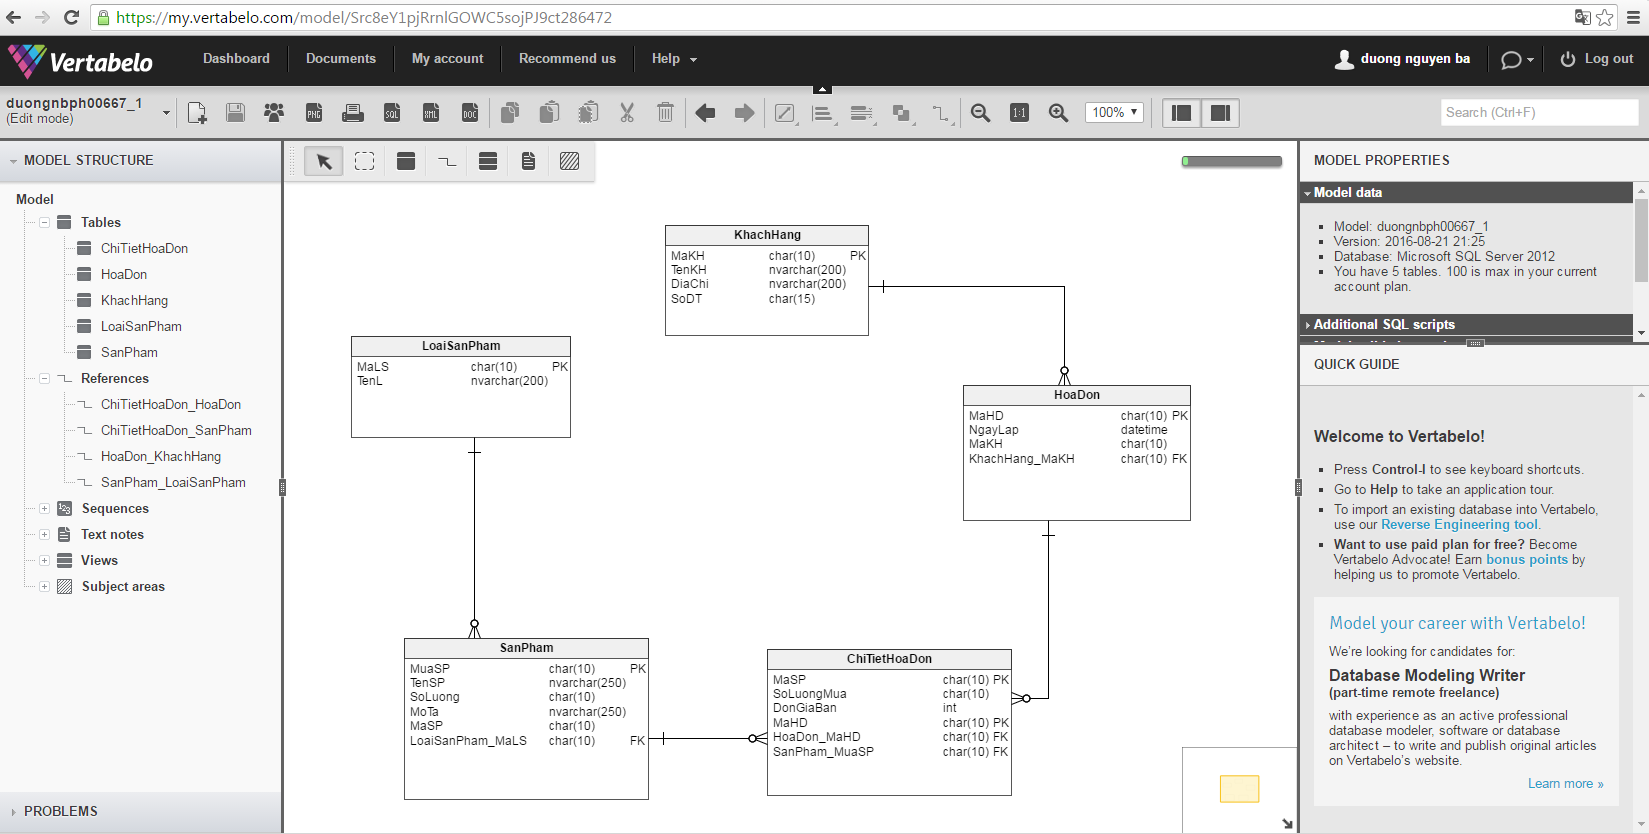 https://my.vertabelo.com/model/Src8eY1pjRrnlGOWC5sojPJ9ct286472
Vertabelo
Dashboard
Documents
My account
Recommend us
Help
duong nguyen ba
Log out
duongnbph00667_1
(Edit mode)
PNG
SQL
XML
DOC
1:1
100%
Search (Ctrl+F)
MODEL STRUCTURE
Model
Tables
ChiTietHoaDon
HoaDon
KhachHang
LoaiSanPham
SanPham
References
ChiTietHoaDon_HoaDon
ChiTietHoaDon_SanPham
HoaDon_KhachHang
SanPham_LoaiSanPham
Sequences
Text notes
Views
Subject areas
PROBLEMS
KhachHang
MaKH char(10) PK
TenKH nvarchar(200)
DiaChi nvarchar(200)
SoDT char(15)
LoaiSanPham
MaLS char(10) PK
TenL nvarchar(200)
HoaDon
MaHD char(10) PK
NgayLap datetime
MaKH char(10)
KhachHang_MaKH char(10) FK
SanPham
MuaSP char(10) PK
TenSP nvarchar(250)
SoLuong char(10)
MoTa nvarchar(250)
MaSP char(10)
LoaiSanPham_MaLS char(10) FK
ChiTietHoaDon
MaSP char(10) PK
SoLuongMua char(10)
DonGiaBan int
MaHD char(10) PK
HoaDon_MaHD char(10) FK
SanPham_MuaSP char(10) FK
MODEL PROPERTIES
Model data
Model: duongnbph00667_1
Version: 2016-08-21 21:25
Database: Microsoft SQL Server 2012
You have 5 tables. 100 is max in your current
account plan.
Additional SQL scripts
QUICK GUIDE
Welcome to Vertabelo!
Press Control-I to see keyboard shortcuts.
Go to Help to take an application tour.
To import an existing database into Vertabelo,
use our Reverse Engineering tool.
Want to use paid plan for free? Become
Vertabelo Advocate! Earn bonus points by
helping us to promote Vertabelo.
Model your career with Vertabelo!
We're looking for candidates for:
Database Modeling Writer
(part-time remote freelance)
with experience as an active professional
database modeler, software or database
architect – to write and publish original articles
on Vertabelo's website.
Learn more »